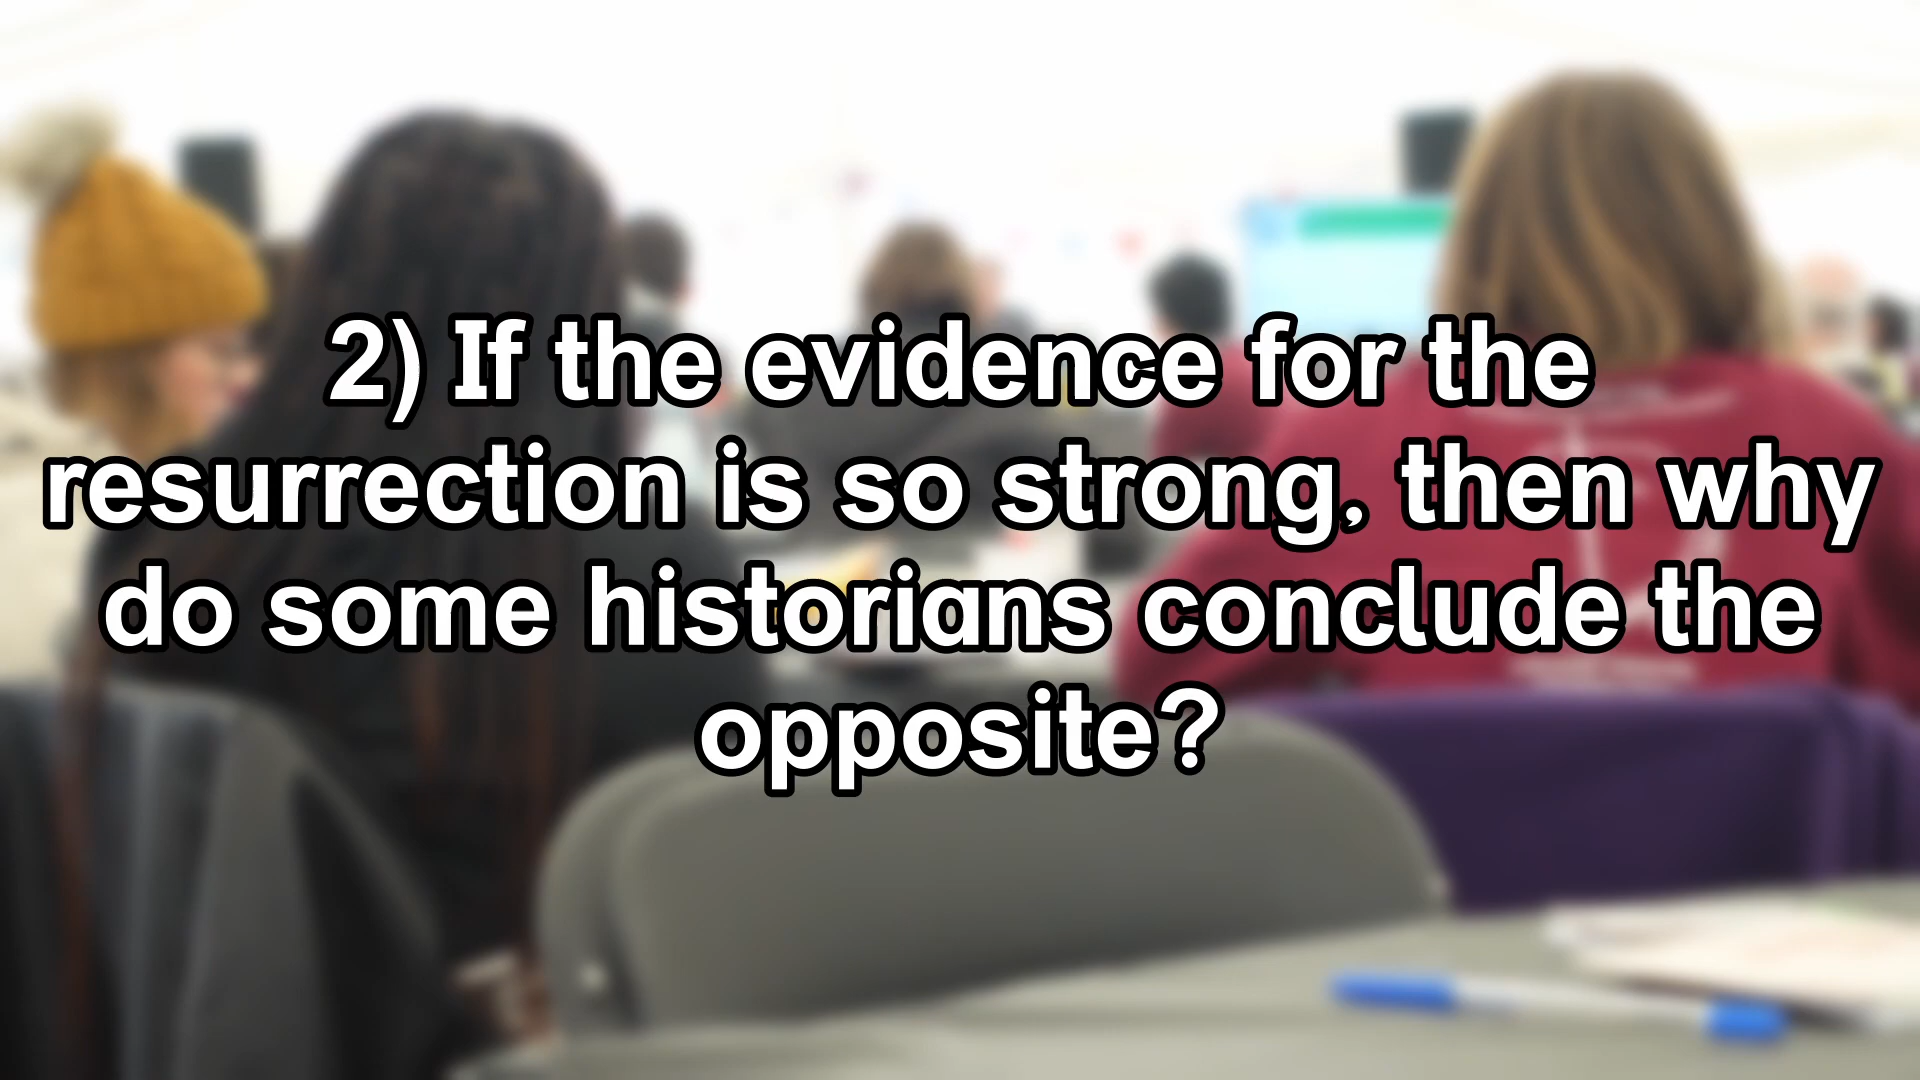 2) If the evidence for the
resurrection is so strong, then why
do some historians conclude the
opposite?